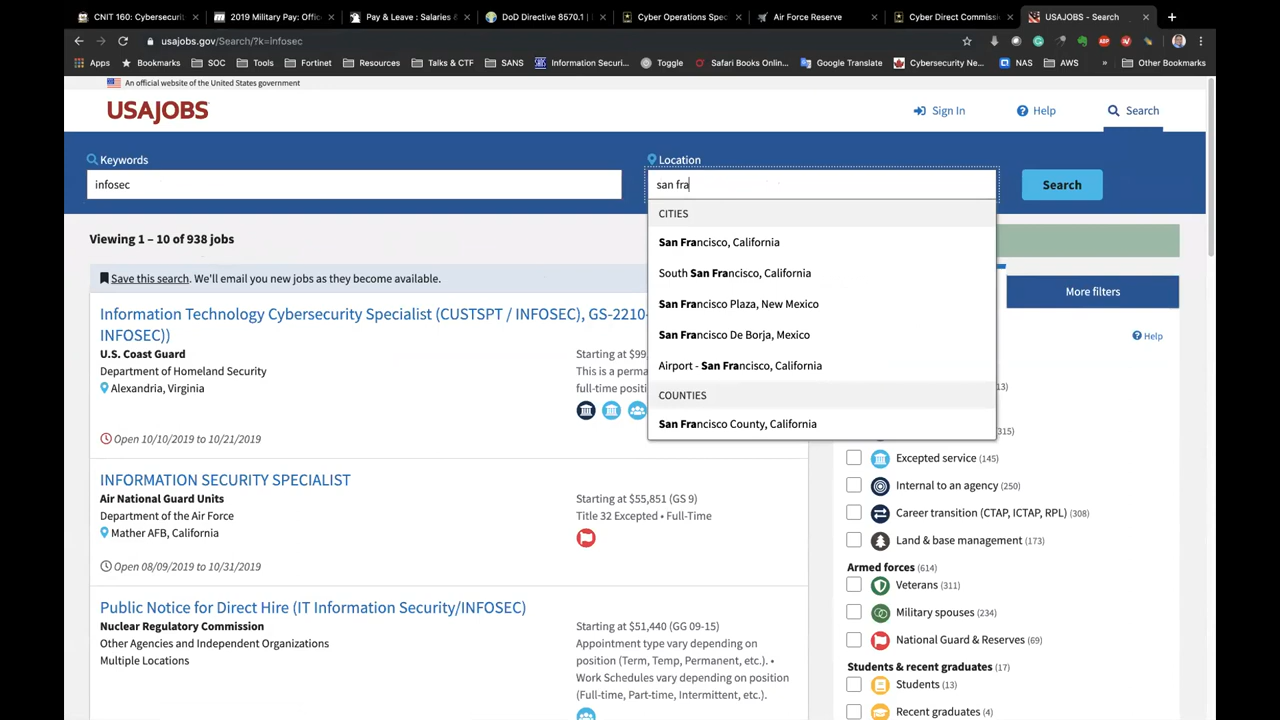 CNIT 160: Cybersecurit
2019 Military Pay: Offic
Pay & Leave : Salaries &
DoD Directive 8570.1 |
Cyber Operations Spec
Air Force Reserve
Cyber Direct Commissi
USAJOBS - Search
usajobs.gov/Search/?k=infosec
Apps
Bookmarks
SOC
Tools
Fortinet
Resources
Talks & CTF
SANS
Information Securi...
Toggle
Safari Books Onlin...
Google Translate
Cybersecurity Ne...
NAS
AWS
»
Other Bookmarks
An official website of the United States government
USAJOBS
Sign In
Help
Search
Keywords
Location
infosec
san fra
Search
CITIES
San Francisco, California
South San Francisco, California
San Francisco Plaza, New Mexico
San Francisco De Borja, Mexico
Airport - San Francisco, California
COUNTIES
San Francisco County, California
Viewing 1 – 10 of 938 jobs
Save this search. We'll email you new jobs as they become available.
More filters
Help
Information Technology Cybersecurity Specialist (CUSTSPT / INFOSEC), GS-2210-
INFOSEC))
U.S. Coast Guard
Department of Homeland Security
Alexandria, Virginia
Starting at $99
This is a perma
full-time positi
Open 10/10/2019 to 10/21/2019
INFORMATION SECURITY SPECIALIST
Air National Guard Units
Department of the Air Force
Mather AFB, California
Starting at $55,851 (GS 9)
Title 32 Excepted • Full-Time
Open 08/09/2019 to 10/31/2019
Public Notice for Direct Hire (IT Information Security/INFOSEC)
Nuclear Regulatory Commission
Other Agencies and Independent Organizations
Multiple Locations
Starting at $51,440 (GG 09-15)
Appointment type vary depending on
position (Term, Temp, Permanent, etc.). •
Work Schedules vary depending on position
(Full-time, Part-time, Intermittent, etc.).
13)
315)
Excepted service (145)
Internal to an agency (250)
Career transition (CTAP, ICTAP, RPL) (308)
Land & base management (173)
Armed forces (614)
Veterans (311)
Military spouses (234)
National Guard & Reserves (69)
Students & recent graduates (17)
Students (13)
Recent graduates (4)